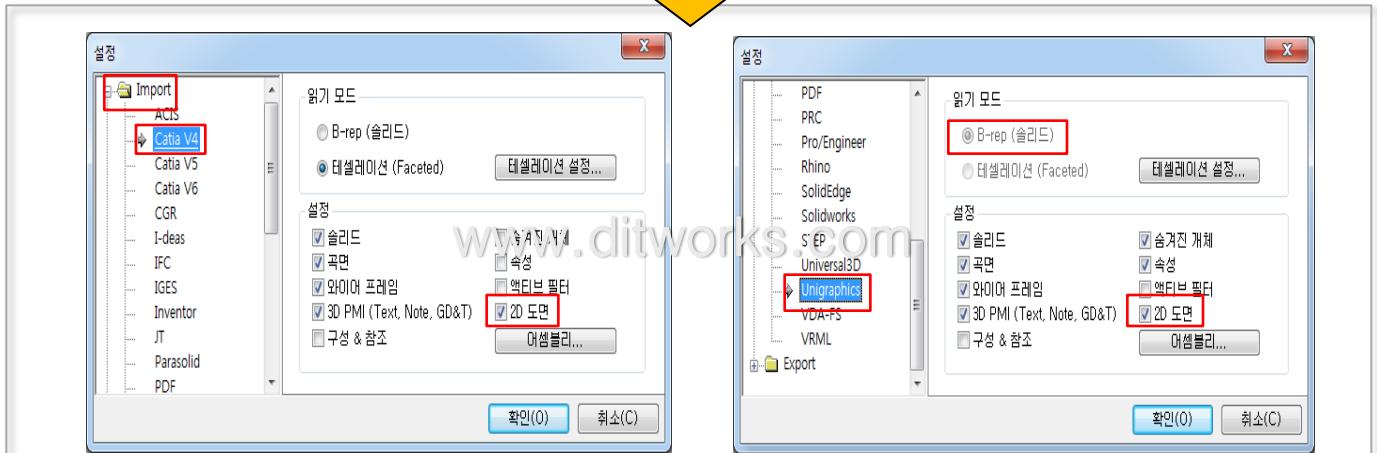 설정
Import
ACIS
Catia V4
Catia V5
Catia V6
CGR
I-deas
IFC
IGES
Inventor
JT
Parasolid
PDF
읽기 모드
B-rep (솔리드)
테셀레이션 (Faceted)
테셀레이션 설정...
설정
솔리드
숨겨진 개체
곡면
속성
와이어 프레임
액티브 필터
3D PMI (Text, Note, GD&T)
2D 도면
구성 & 참조
어셈블리...
확인(O)
취소(C)
설정
PDF
PRC
Pro/Engineer
Rhino
SolidEdge
Solidworks
STEP
Universal3D
Unigraphics
VDA-FS
VRML
Export
읽기 모드
B-rep (솔리드)
테셀레이션 (Faceted)
테셀레이션 설정...
설정
솔리드
숨겨진 개체
곡면
속성
와이어 프레임
액티브 필터
3D PMI (Text, Note, GD&T)
2D 도면
구성 & 참조
어셈블리...
확인(O)
취소(C)
www.ditworks.com